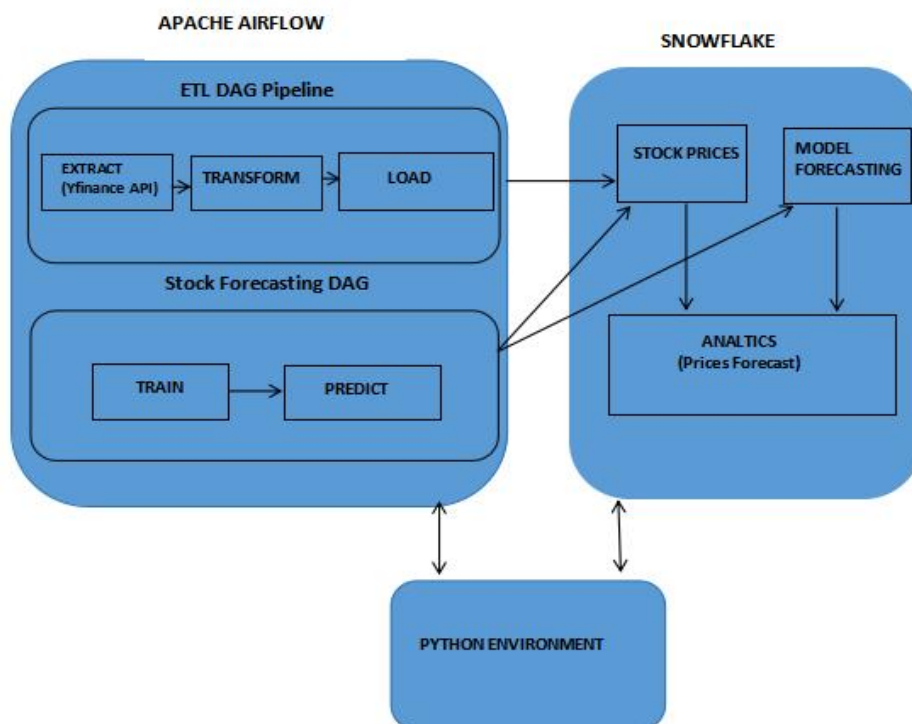 APACHE AIRFLOW
SNOWFLAKE
ETL DAG Pipeline
EXTRACT
(Yfinance API)
TRANSFORM
LOAD
STOCK PRICES
MODEL
FORECASTING
Stock Forecasting DAG
TRAIN
PREDICT
ANALTICS
(Prices Forecast)
PYTHON ENVIRONMENT